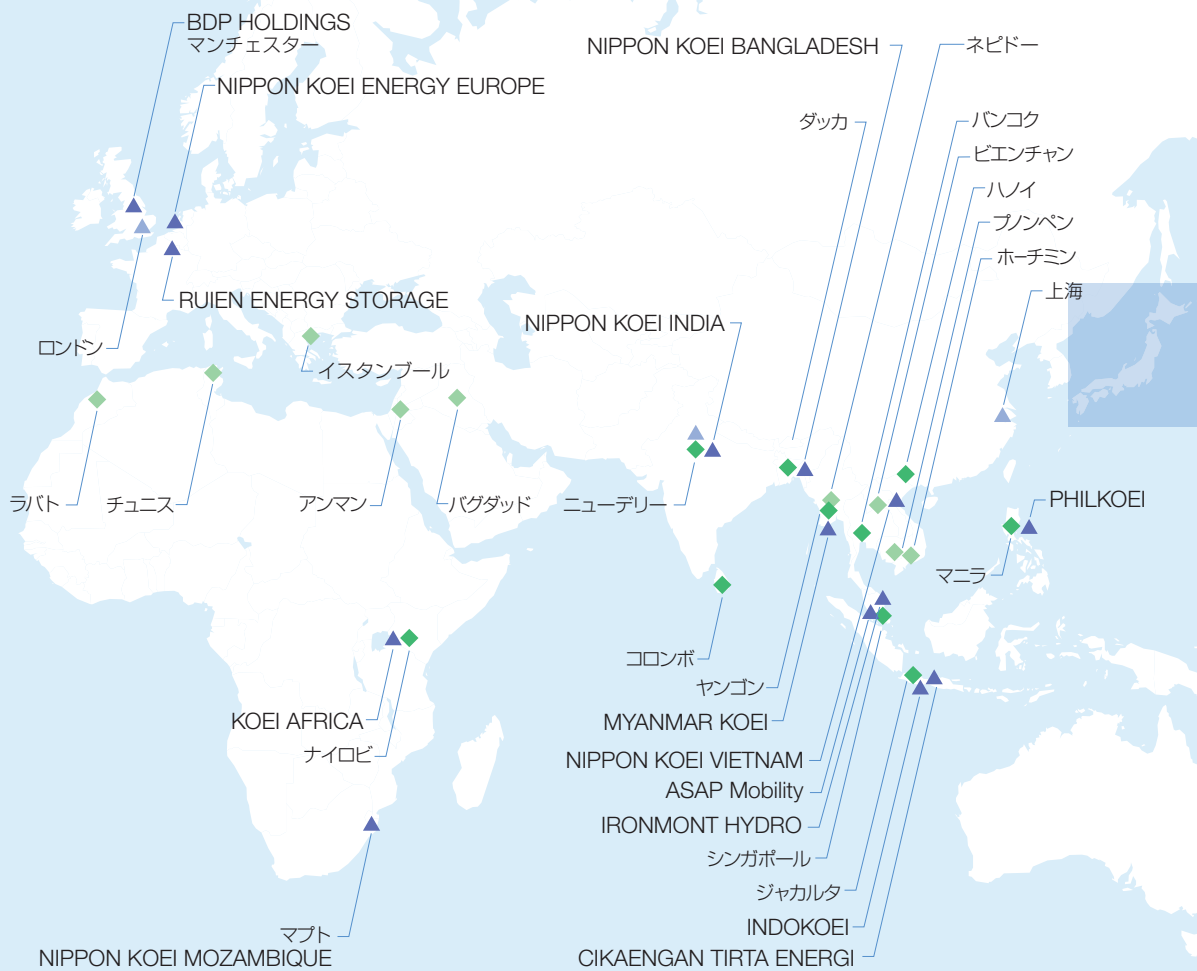 BDP HOLDINGS
マンチェスター
NIPPON KOEI BANGLADESH
ネピドー
NIPPON KOEI ENERGY EUROPE
ダッカ
バンコク
ビエンチャン
ハノイ
プノンペン
ホーチミン
上海
RUIEN ENERGY STORAGE
NIPPON KOEI INDIA
ロンドン
イスタンブール
ラバト
チュニス
アンマン
バグダッド
ニューデリー
PHILKOEI
マニラ
コロンボ
ヤンゴン
KOEI AFRICA
MYANMAR KOEI
ナイロビ
NIPPON KOEI VIETNAM
ASAP Mobility
IRONMONT HYDRO
シンガポール
ジャカルタ
INDOKOEI
マプト
NIPPON KOEI MOZAMBIQUE
CIKAENGAN TIRTA ENERGI